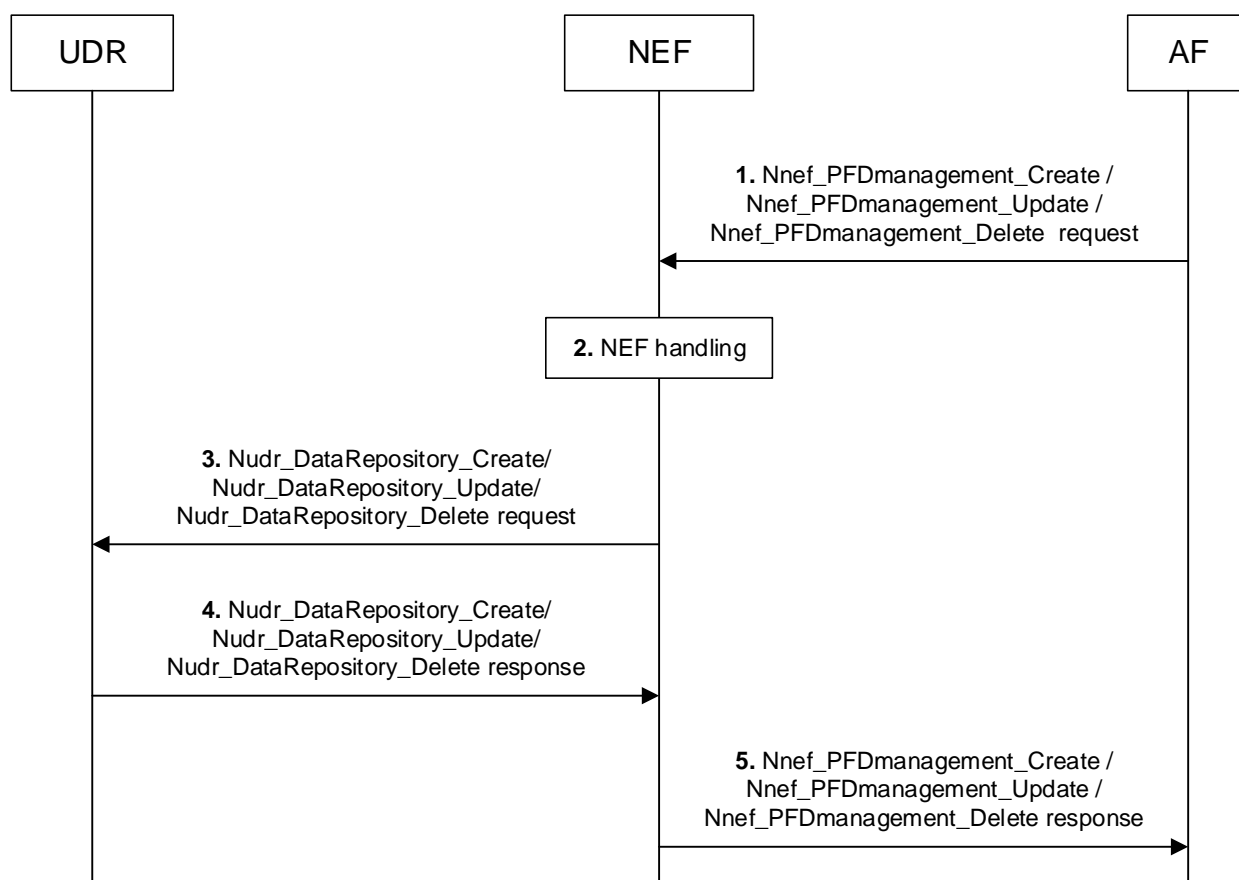 UDR
NEF
AF
1. Nnef_PFDmanagement_Create /
Nnef_PFDmanagement_Update /
Nnef_PFDmanagement_Delete request
2. NEF handling
3. Nudr_DataRepository_Create/
Nudr_DataRepository_Update/
Nudr_DataRepository_Delete request
4. Nudr_DataRepository_Create/
Nudr_DataRepository_Update/
Nudr_DataRepository_Delete response
5. Nnef_PFDmanagement_Create /
Nnef_PFDmanagement_Update /
Nnef_PFDmanagement_Delete response